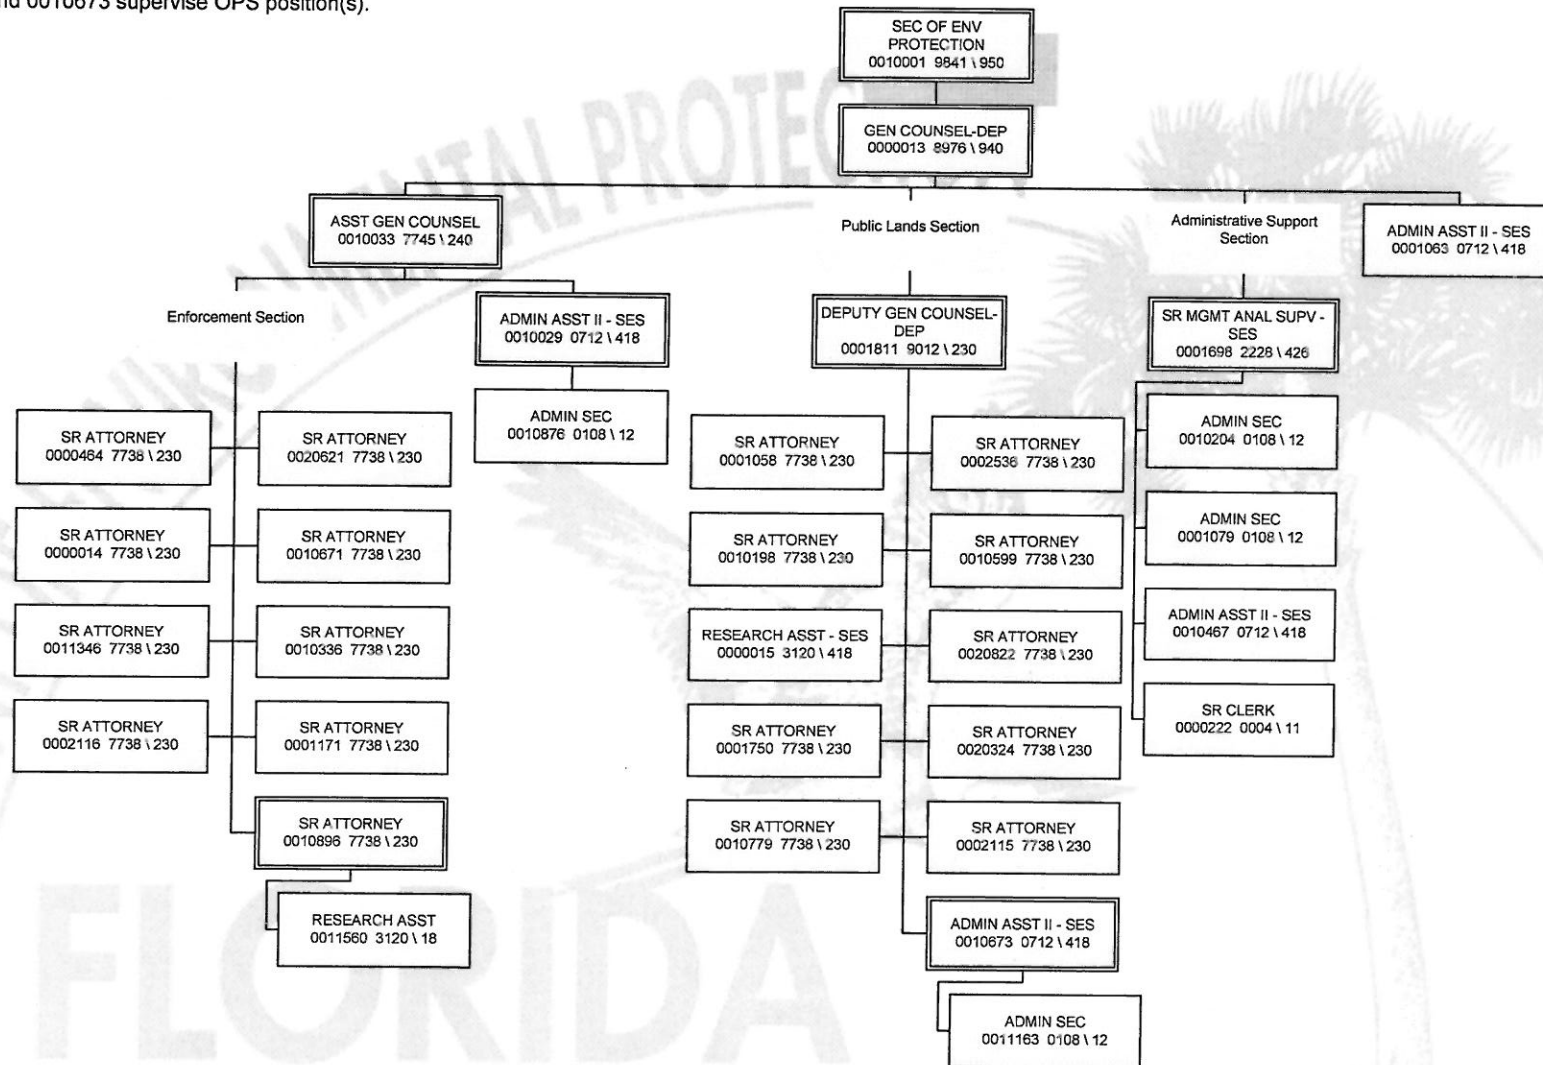 nd 0010673 supervise OPS position(s).
SEC OF ENV
PROTECTION
0010001 9841 \ 950
GEN COUNSEL-DEP
0000013 8976 \ 940
ASST GEN COUNSEL
0010033 7745 \ 240
Public Lands Section
Administrative Support
Section
ADMIN ASST II - SES
0001063 0712 \ 418
Enforcement Section
ADMIN ASST II - SES
0010029 0712 \ 418
DEPUTY GEN COUNSEL-
DEP
0001811 9012 \ 230
SR MGMT ANAL SUPV -
SES
0001698 2228 \ 426
ADMIN SEC
0010876 0108 \ 12
SR ATTORNEY
0000464 7738 \ 230
SR ATTORNEY
0020621 7738 \ 230
SR ATTORNEY
0000014 7738 \ 230
SR ATTORNEY
0010671 7738 \ 230
SR ATTORNEY
0011346 7738 \ 230
SR ATTORNEY
0010336 7738 \ 230
SR ATTORNEY
0002116 7738 \ 230
SR ATTORNEY
0001171 7738 \ 230
SR ATTORNEY
0010896 7738 \ 230
RESEARCH ASST
0011560 3120 \ 18
SR ATTORNEY
0001058 7738 \ 230
SR ATTORNEY
0002536 7738 \ 230
SR ATTORNEY
0010198 7738 \ 230
SR ATTORNEY
0010599 7738 \ 230
RESEARCH ASST - SES
0000015 3120 \ 418
SR ATTORNEY
0020822 7738 \ 230
SR ATTORNEY
0001750 7738 \ 230
SR ATTORNEY
0020324 7738 \ 230
SR ATTORNEY
0010779 7738 \ 230
SR ATTORNEY
0002115 7738 \ 230
ADMIN ASST II - SES
0010673 0712 \ 418
ADMIN SEC
0011163 0108 \ 12
ADMIN SEC
0010204 0108 \ 12
ADMIN SEC
0001079 0108 \ 12
ADMIN ASST II - SES
0010467 0712 \ 418
SR CLERK
0000222 0004 \ 11
FLORIDA